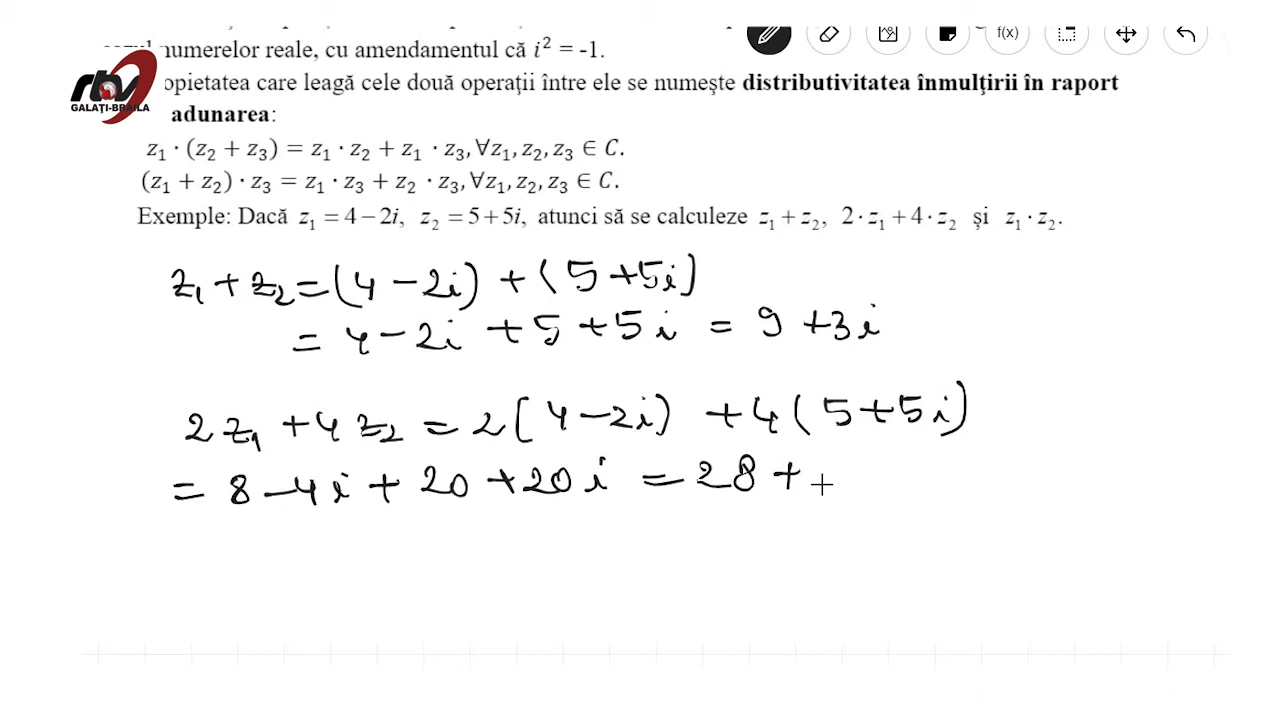 numerelor reale, cu amendamentul că i² = -1.
opietatea care leagă cele două operații între ele se numește distributivitatea înmulțirii în raport
adunarea:
z₁ · (z₂ + z₃) = z₁ · z₂ + z₁ · z₃, ∀z₁, z₂, z₃ ∈ C.
(z₁ + z₂) · z₃ = z₁ · z₃ + z₂ · z₃, ∀z₁, z₂, z₃ ∈ C.
Exemple: Dacă z₁ = 4 – 2i, z₂ = 5 + 5i, atunci să se calculeze z₁ + z₂, 2 · z₁ + 4 · z₂ și z₁ · z₂.
z₁ + z₂ = (4 – 2i) + (5 + 5i)
= 4 – 2i + 5 + 5i = 9 + 3i
2z₁ + 4z₂ = 2(4 – 2i) + 4(5 + 5i)
= 8 – 4i + 20 + 20i = 28 +
f(x)
rtv
GALAȚI-BRĂILA